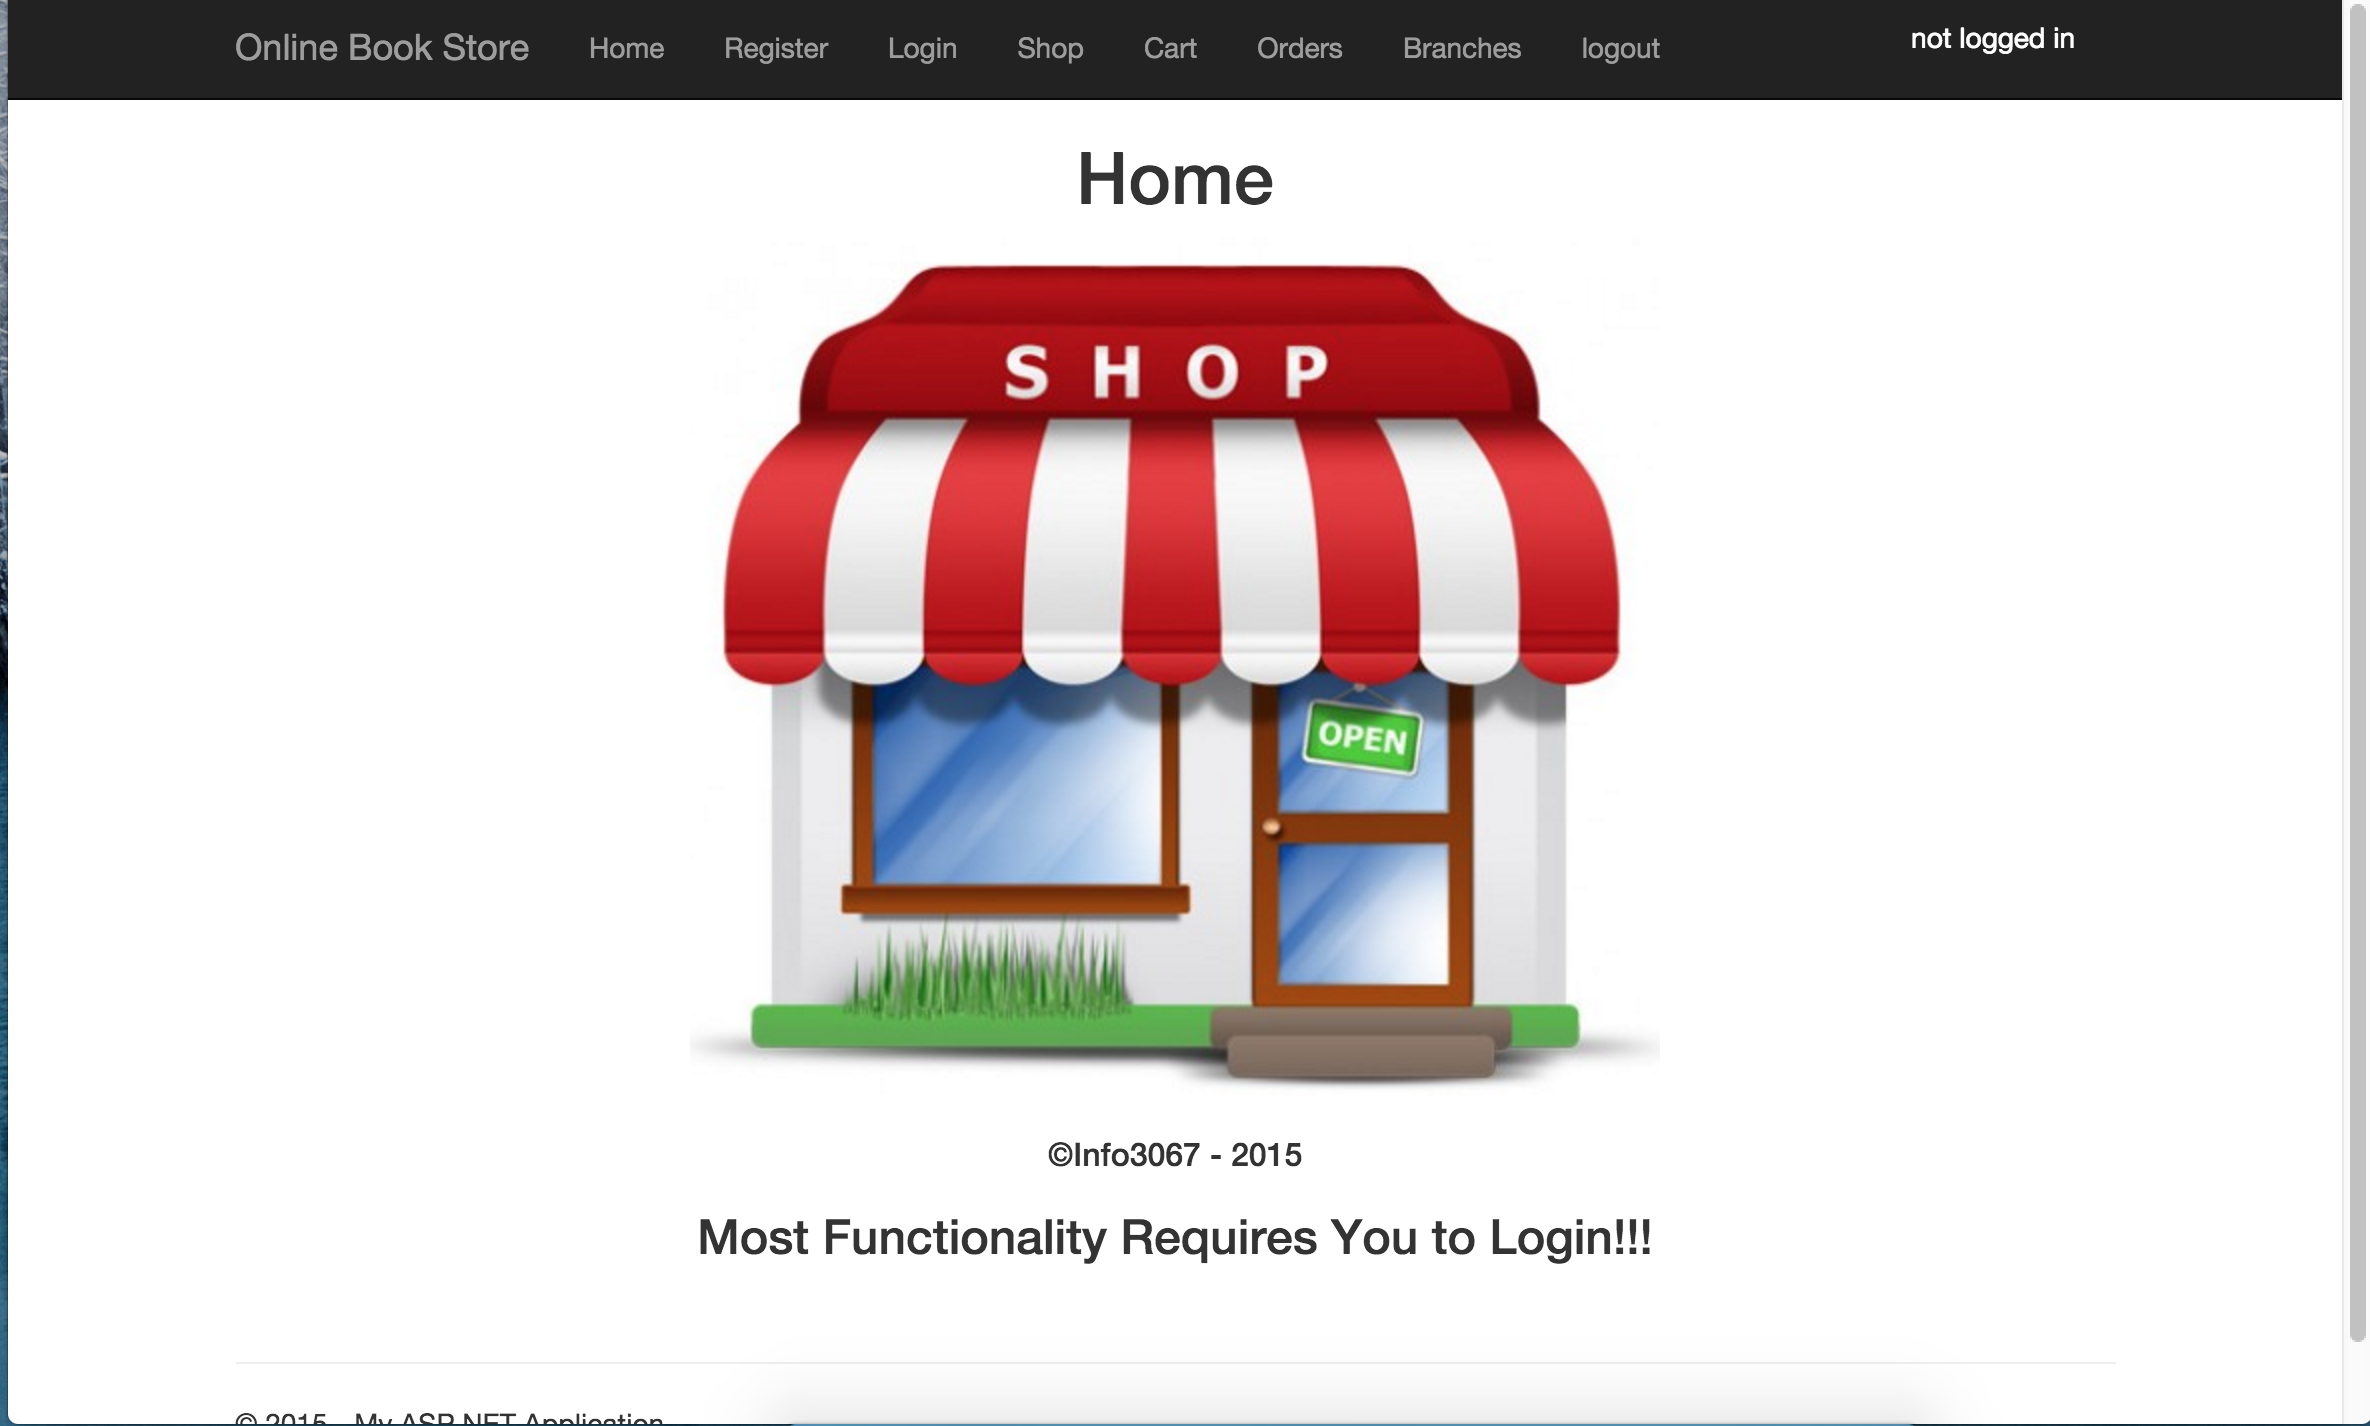 Online Book Store Home Register Login Shop Cart Orders Branches logout not logged in
Home
SHOP
OPEN
©Info3067 - 2015
Most Functionality Requires You to Login!!!
© 2015 - My ASP.NET Application